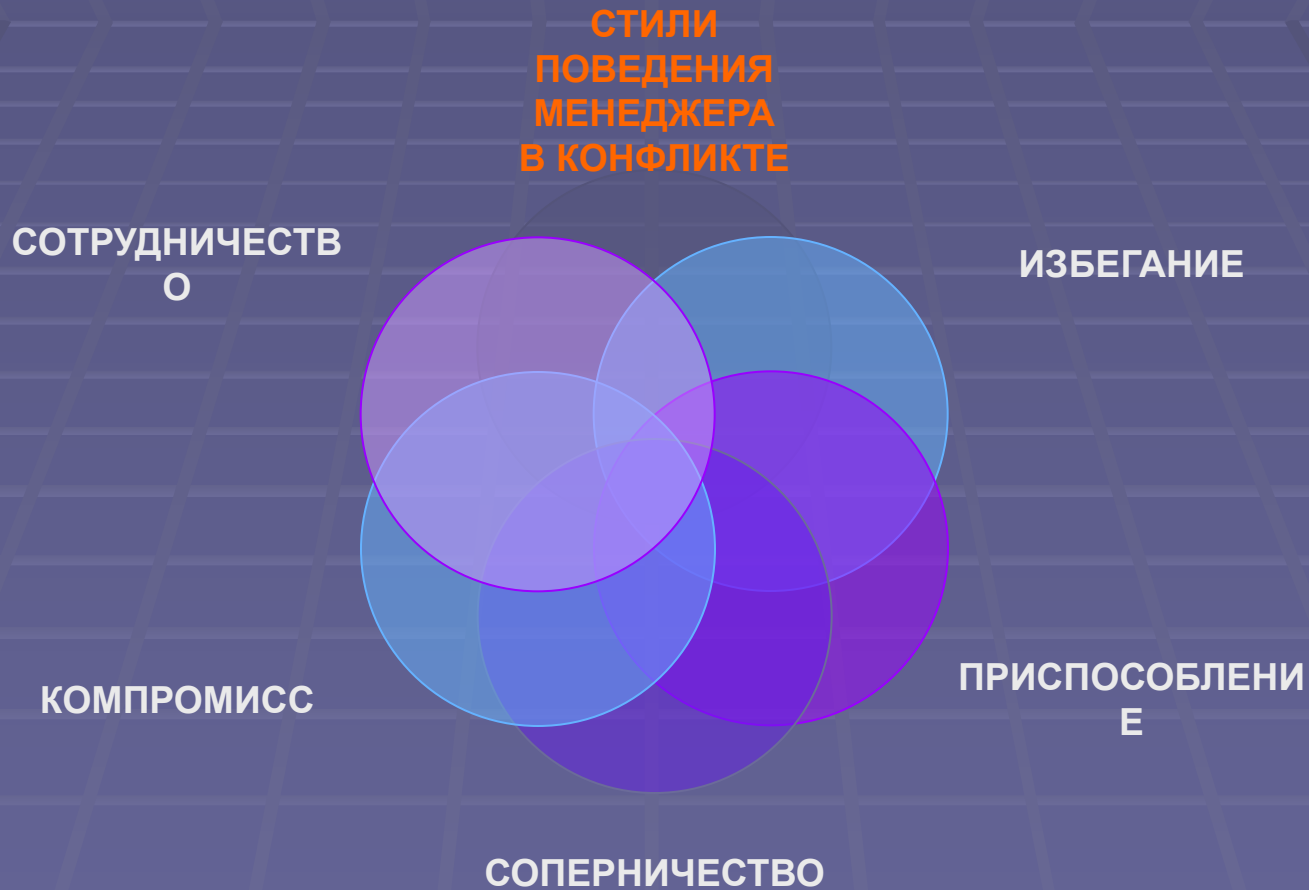 СТИЛИ
ПОВЕДЕНИЯ
МЕНЕДЖЕРА
В КОНФЛИКТЕ
СОТРУДНИЧЕСТВ
О
ИЗБЕГАНИЕ
КОМПРОМИСС
ПРИСПОСОБЛЕНИ
Е
СОПЕРНИЧЕСТВО